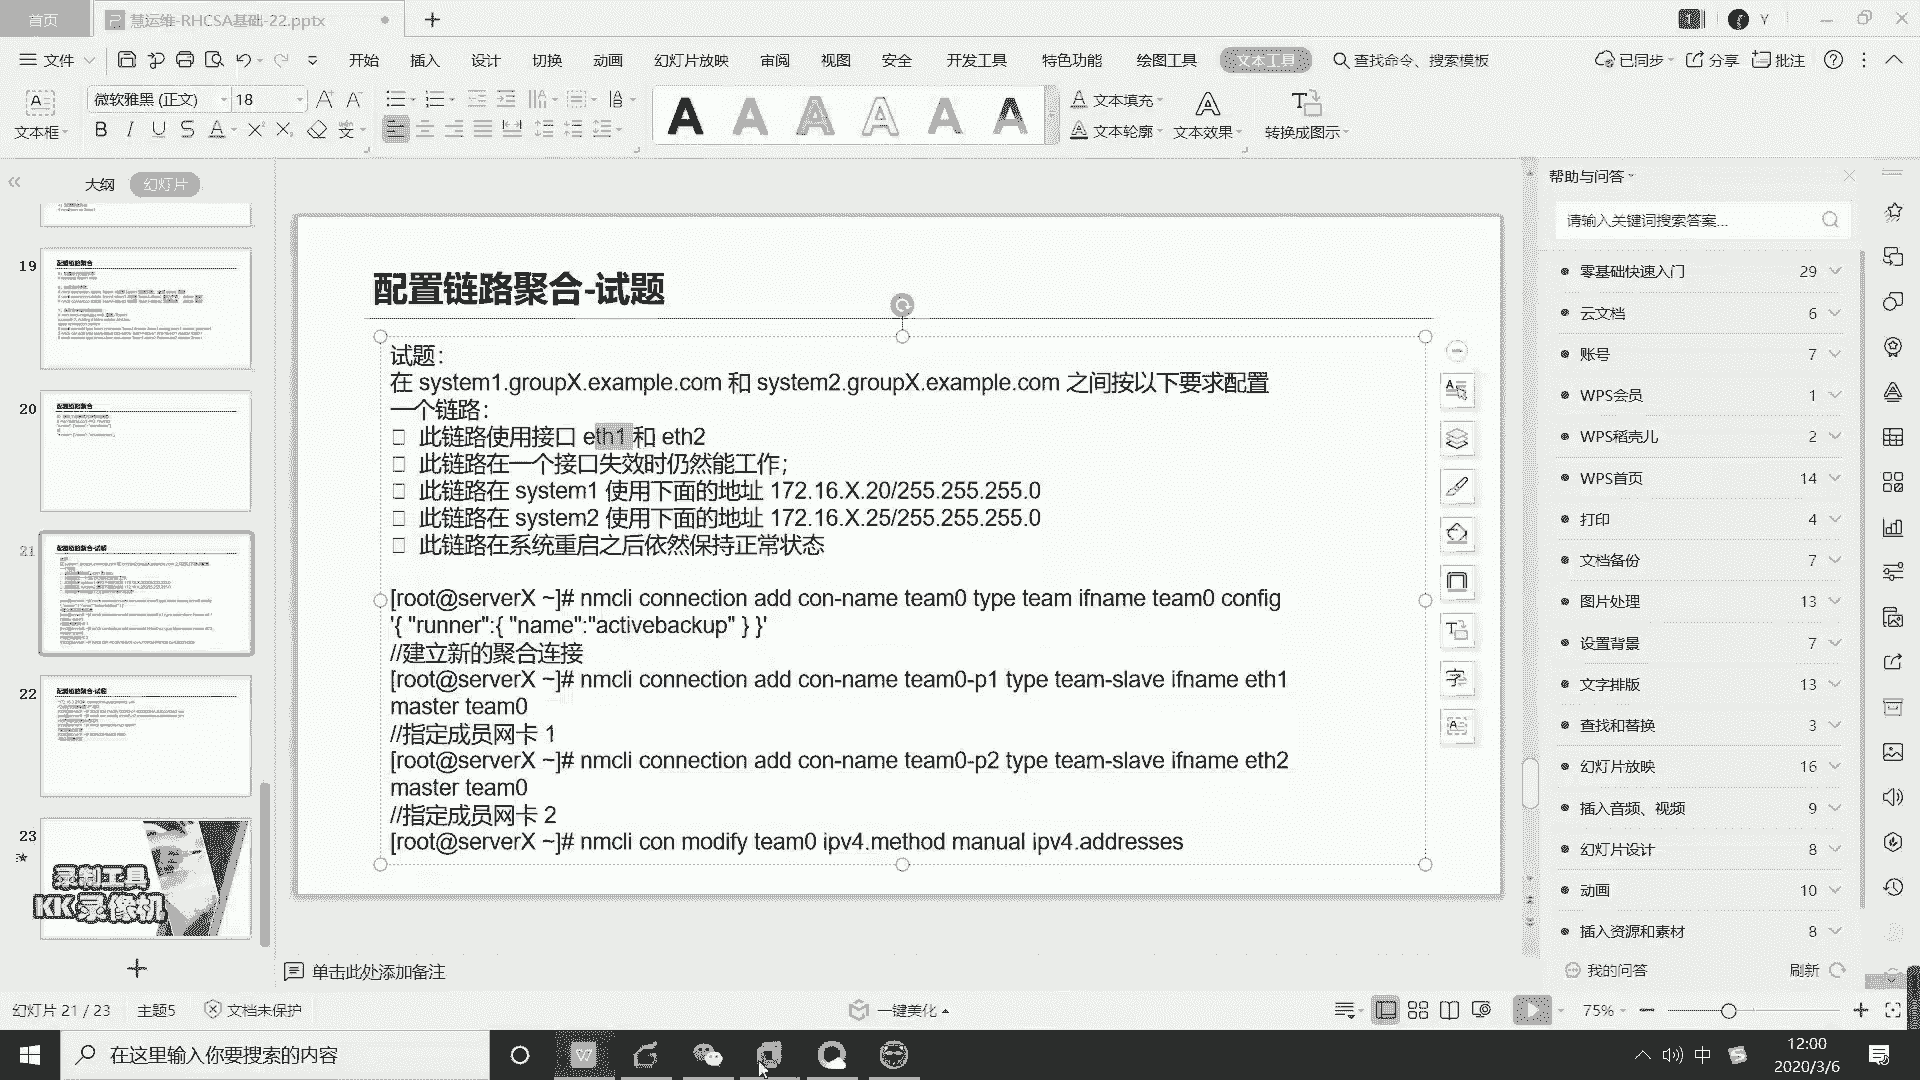 首页
慧运维-RHCSA基础-22.pptx
Y
文件
开始 插入 设计 切换 动画 幻灯片放映 审阅 视图 安全 开发工具 特色功能 绘图工具 文本工具 查找命令、搜索模板
已同步 分享 批注
文本框
微软雅黑 (正文) 18
文本填充
文本轮廓
文本效果
转换成图示
大纲 幻灯片
19
20
21
22
23
录制工具
KK录像机
配置链路聚合-试题
试题：
在 system1.groupX.example.com 和 system2.groupX.example.com 之间按以下要求配置
一个链路：
此链路使用接口 eth1 和 eth2
此链路在一个接口失效时仍然能工作；
此链路在 system1 使用下面的地址 172.16.X.20/255.255.255.0
此链路在 system2 使用下面的地址 172.16.X.25/255.255.255.0
此链路在系统重启之后依然保持正常状态
[root@serverX ~]# nmcli connection add con-name team0 type team ifname team0 config
'{ "runner":{ "name":"activebackup" } }'
//建立新的聚合连接
[root@serverX ~]# nmcli connection add con-name team0-p1 type team-slave ifname eth1
master team0
//指定成员网卡 1
[root@serverX ~]# nmcli connection add con-name team0-p2 type team-slave ifname eth2
master team0
//指定成员网卡 2
[root@serverX ~]# nmcli con modify team0 ipv4.method manual ipv4.addresses
单击此处添加备注
帮助与问答
请输入关键词搜索答案...
零基础快速入门 29
云文档 6
账号 7
WPS会员 1
WPS稻壳儿 2
WPS首页 14
打印 4
文档备份 7
图片处理 13
设置背景 7
文字排版 13
查找和替换 3
幻灯片放映 16
插入音频、视频 9
幻灯片设计 8
动画 10
插入资源和素材 8
我的问答 刷新
幻灯片 21 / 23 主题5 文档未保护
一键美化
75%
在这里输入你要搜索的内容
中
12:00
2020/3/6